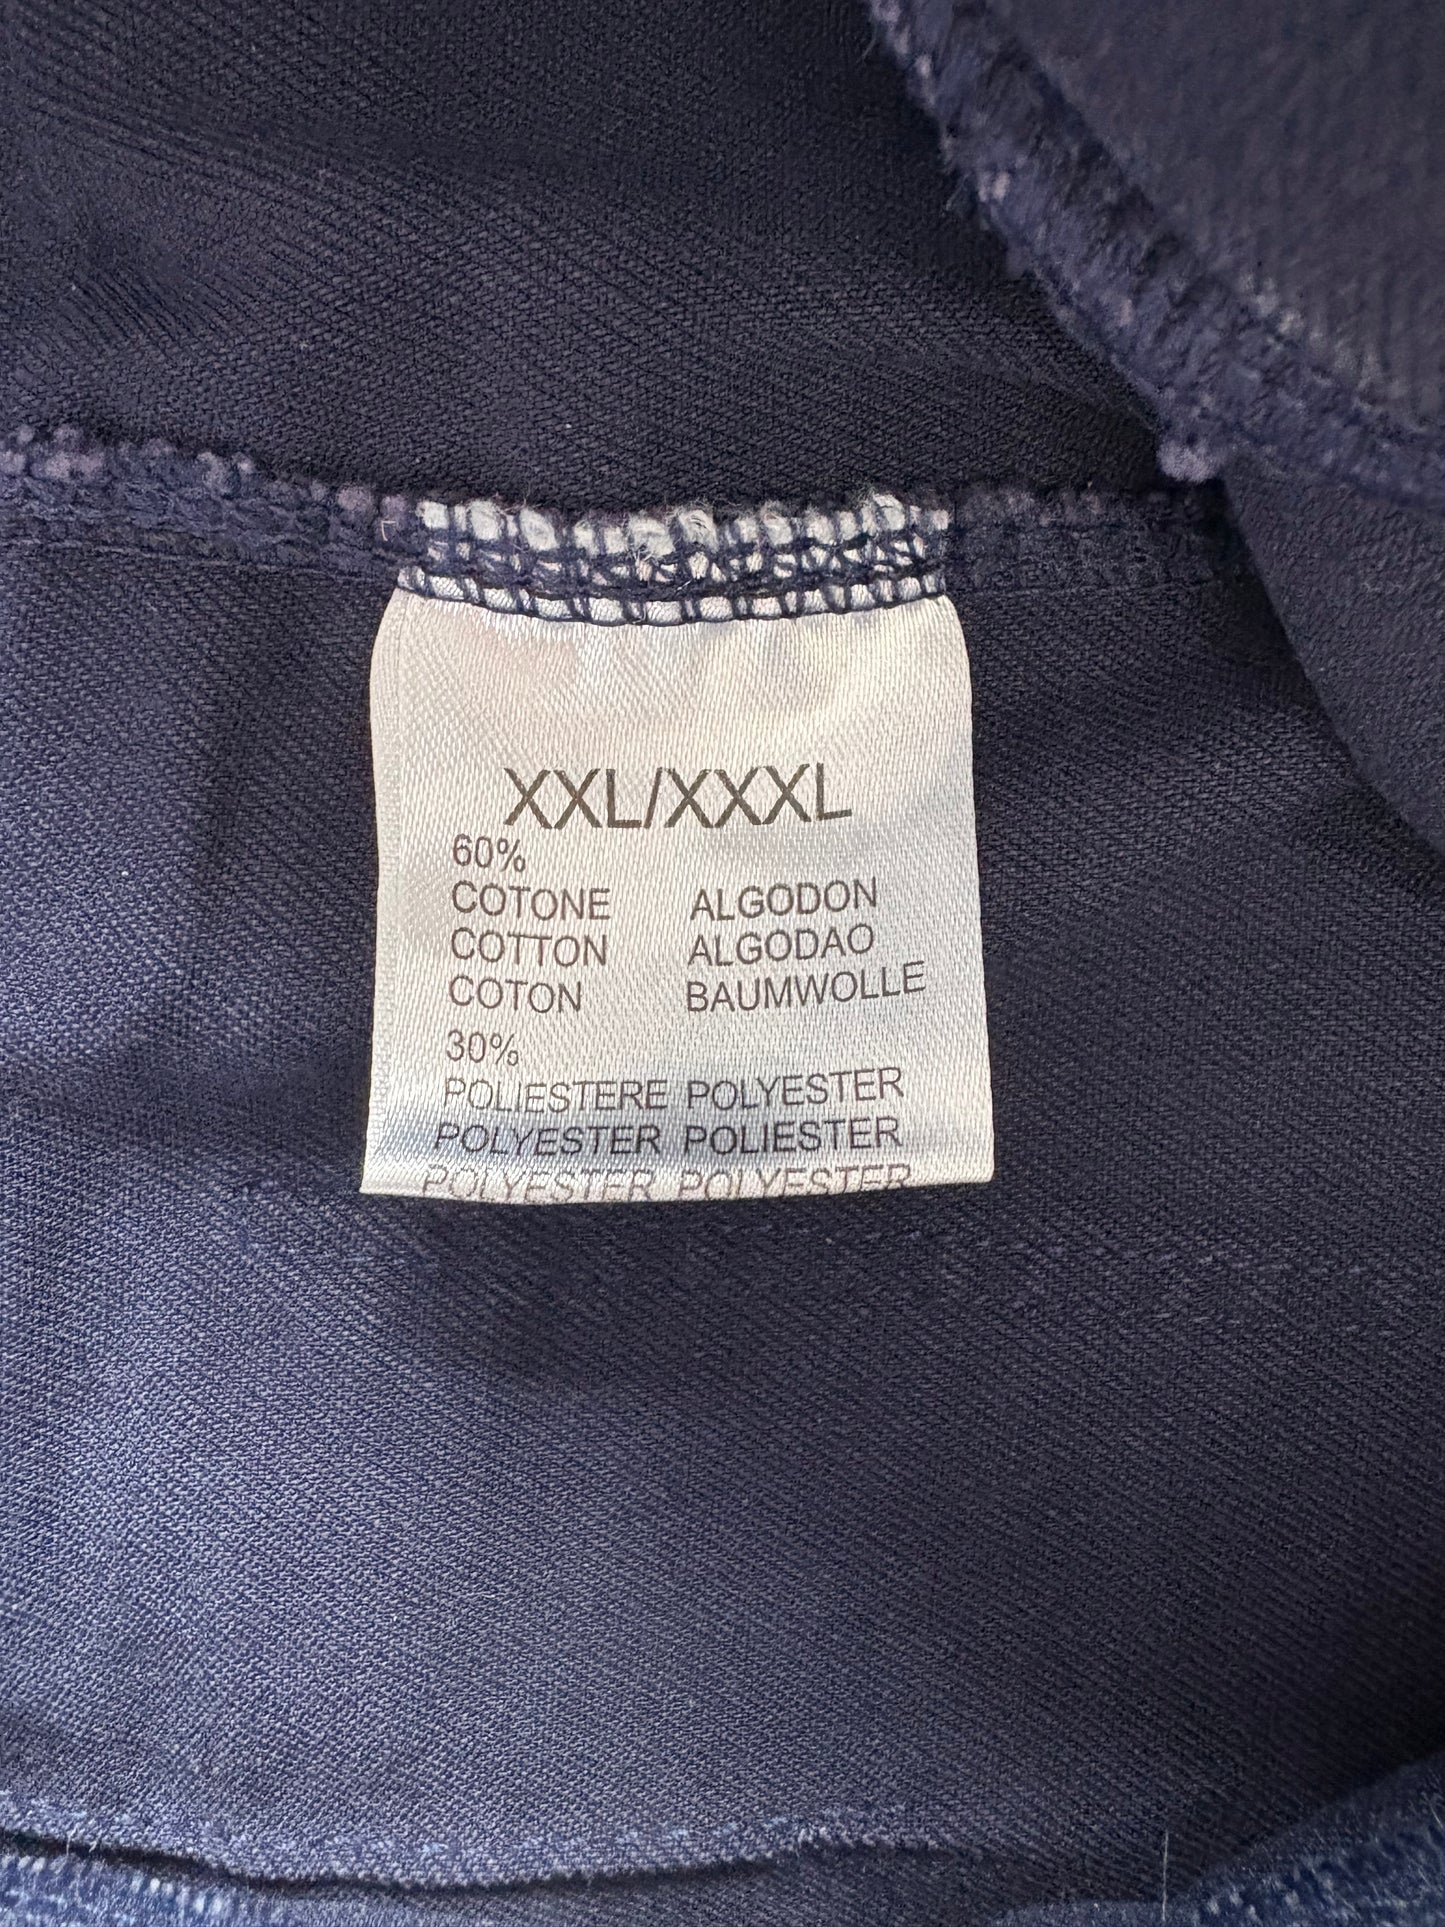 XXL/XXXL
60%
COTONE ALGODON
COTTON ALGODAO
COTON BAUMWOLLE
30%
POLIESTERE POLYESTER
POLYESTER POLIESTER
POLYESTER POLYESTER